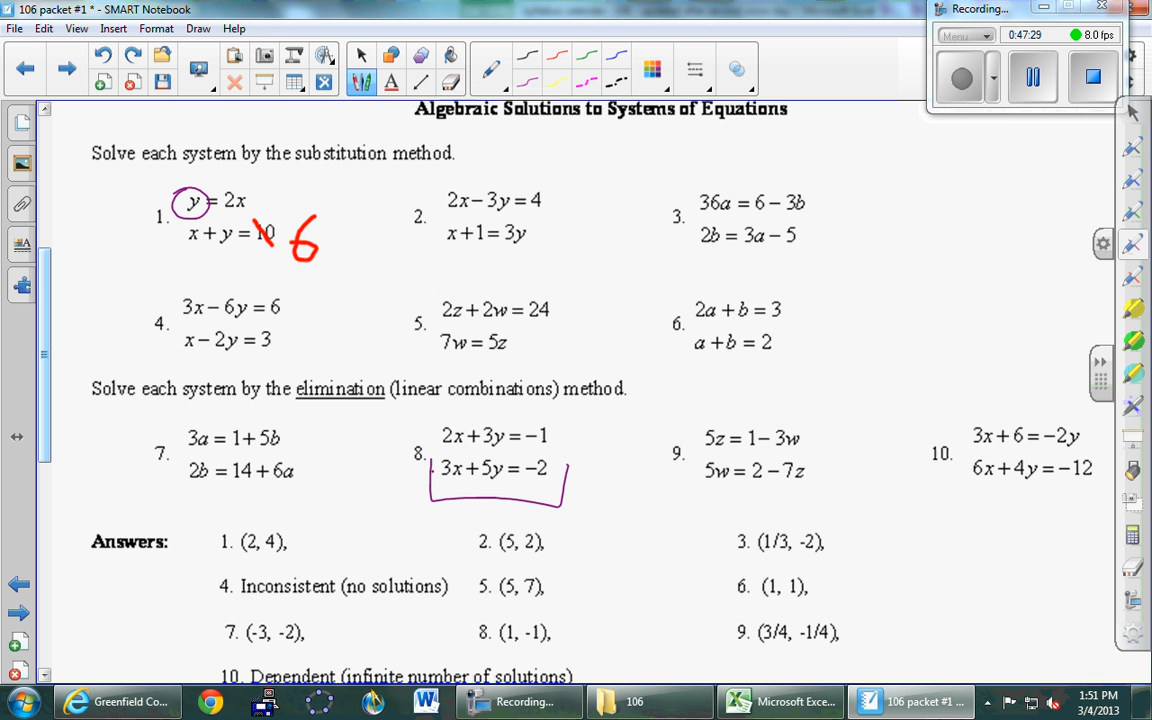 106 packet #1 * - SMART Notebook
Recording...
File Edit View Insert Format Draw Help
Menu
0:47:29
8.0 fps
Algebraic Solutions to Systems of Equations
Solve each system by the substitution method.
1. y = 2x
x + y = 10 6
2. 2x − 3y = 4
x + 1 = 3y
3. 36a = 6 − 3b
2b = 3a − 5
4. 3x − 6y = 6
x − 2y = 3
5. 2z + 2w = 24
7w = 5z
6. 2a + b = 3
a + b = 2
Solve each system by the elimination (linear combinations) method.
7. 3a = 1 + 5b
2b = 14 + 6a
8. 2x + 3y = −1
3x + 5y = −2
9. 5z = 1 − 3w
5w = 2 − 7z
10. 3x + 6 = −2y
6x + 4y = −12
Answers: 1. (2, 4), 2. (5, 2), 3. (1/3, -2),
4. Inconsistent (no solutions) 5. (5, 7), 6. (1, 1),
7. (-3, -2), 8. (1, -1), 9. (3/4, -1/4),
10. Dependent (infinite number of solutions)
Greenfield Co...
Recording...
106
Microsoft Exce...
106 packet #1 ...
1:51 PM
3/4/2013